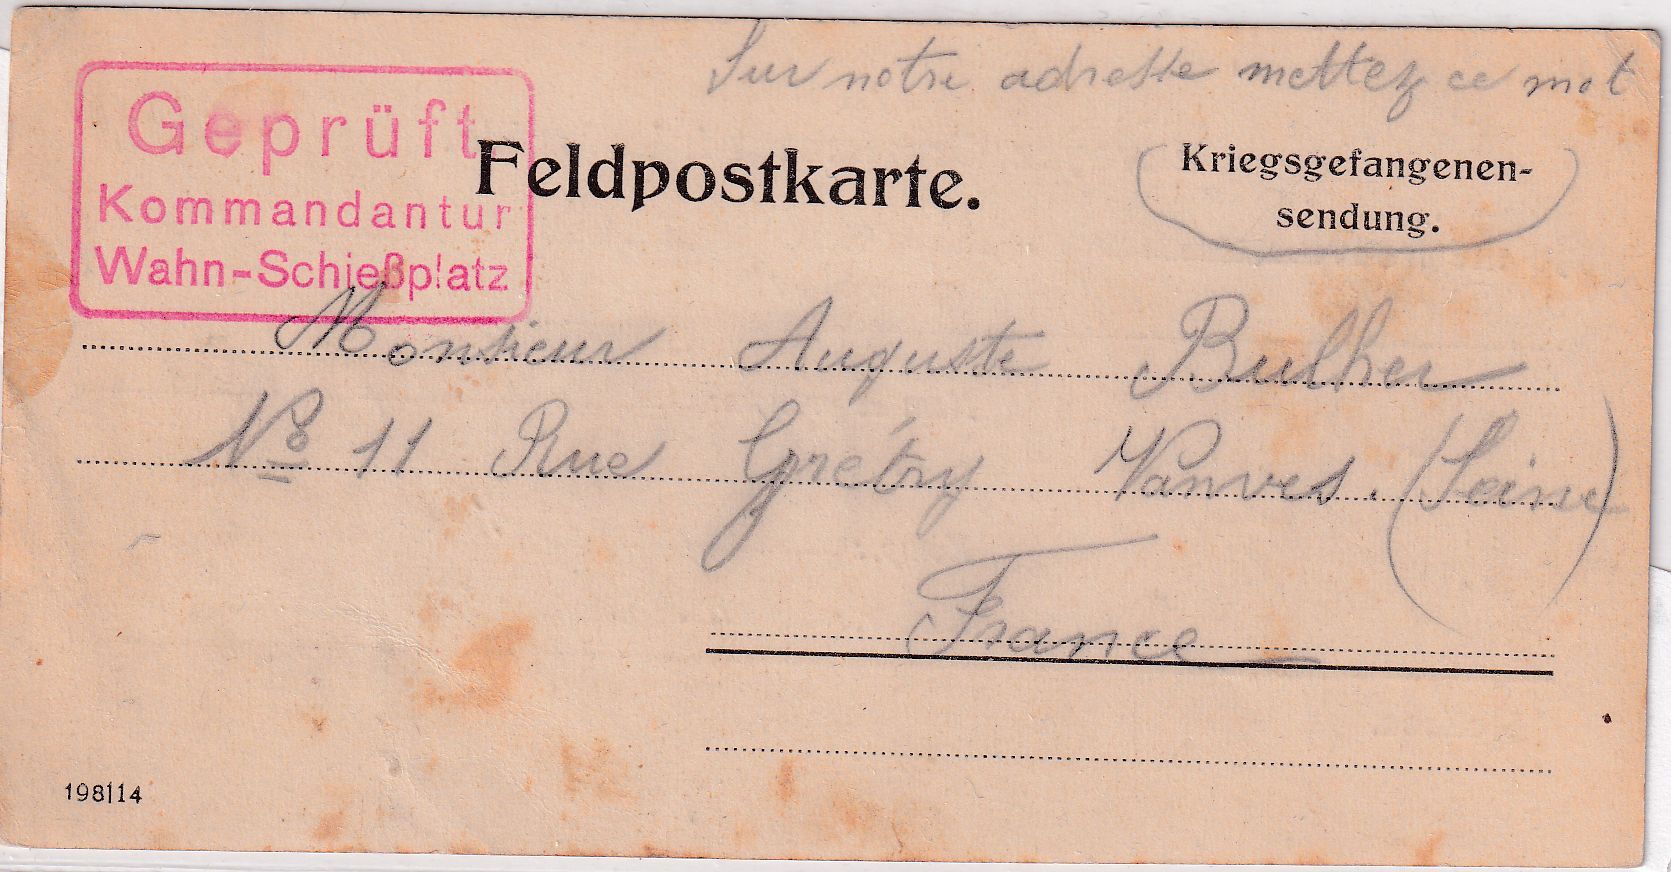 Sur notre adresse mettez ce mot
Geprüft
Kommandantur
Wahn-Schießplatz
Feldpostkarte.
Kriegsgefangenen-
sendung.
Monsieur Auguste Bulher
No 11 Rue Grétry Vanves. (Seine)
France
198|14